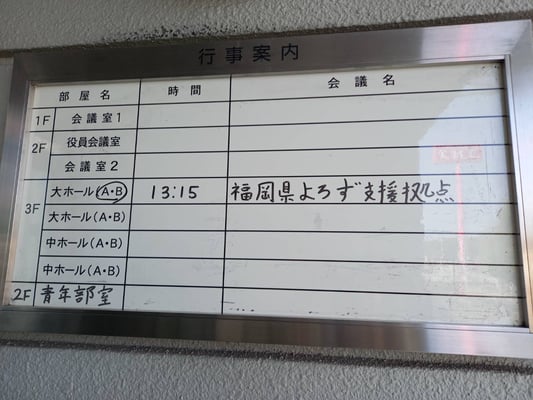 行事案内
部屋名 時間 会議名
1F 会議室1
2F 役員会議室
会議室2
3F 大ホール(A・B) 13:15 福岡県よろず支援拠点
大ホール(A・B)
中ホール(A・B)
中ホール(A・B)
2F 青年部室